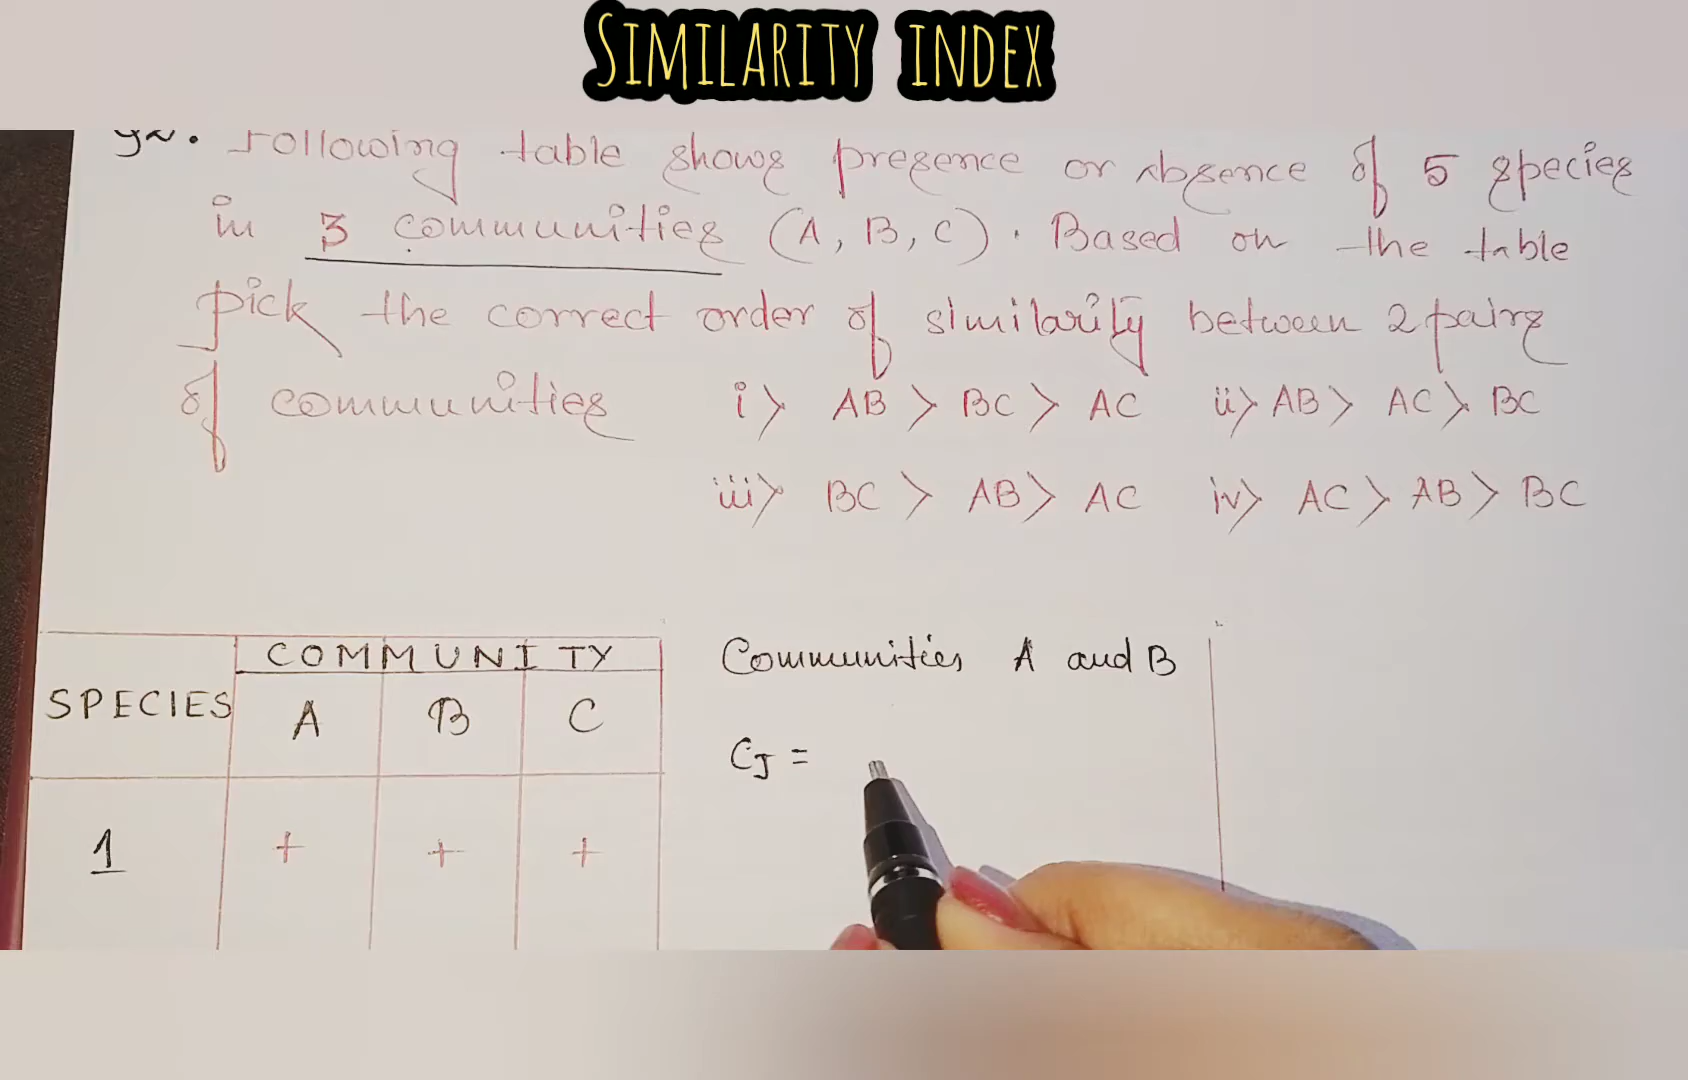 SIMILARITY INDEX
Following table shows presence or absence of 5 species
in 3 communities (A, B, C). Based on the table
pick the correct order of similarity between 2 pairs
of communities i> AB > BC > AC ii> AB > AC > BC
iii> BC > AB > AC iv> AC > AB > BC
COMMUNITY
SPECIES A B C
1 + + +
Communities A and B
CJ =